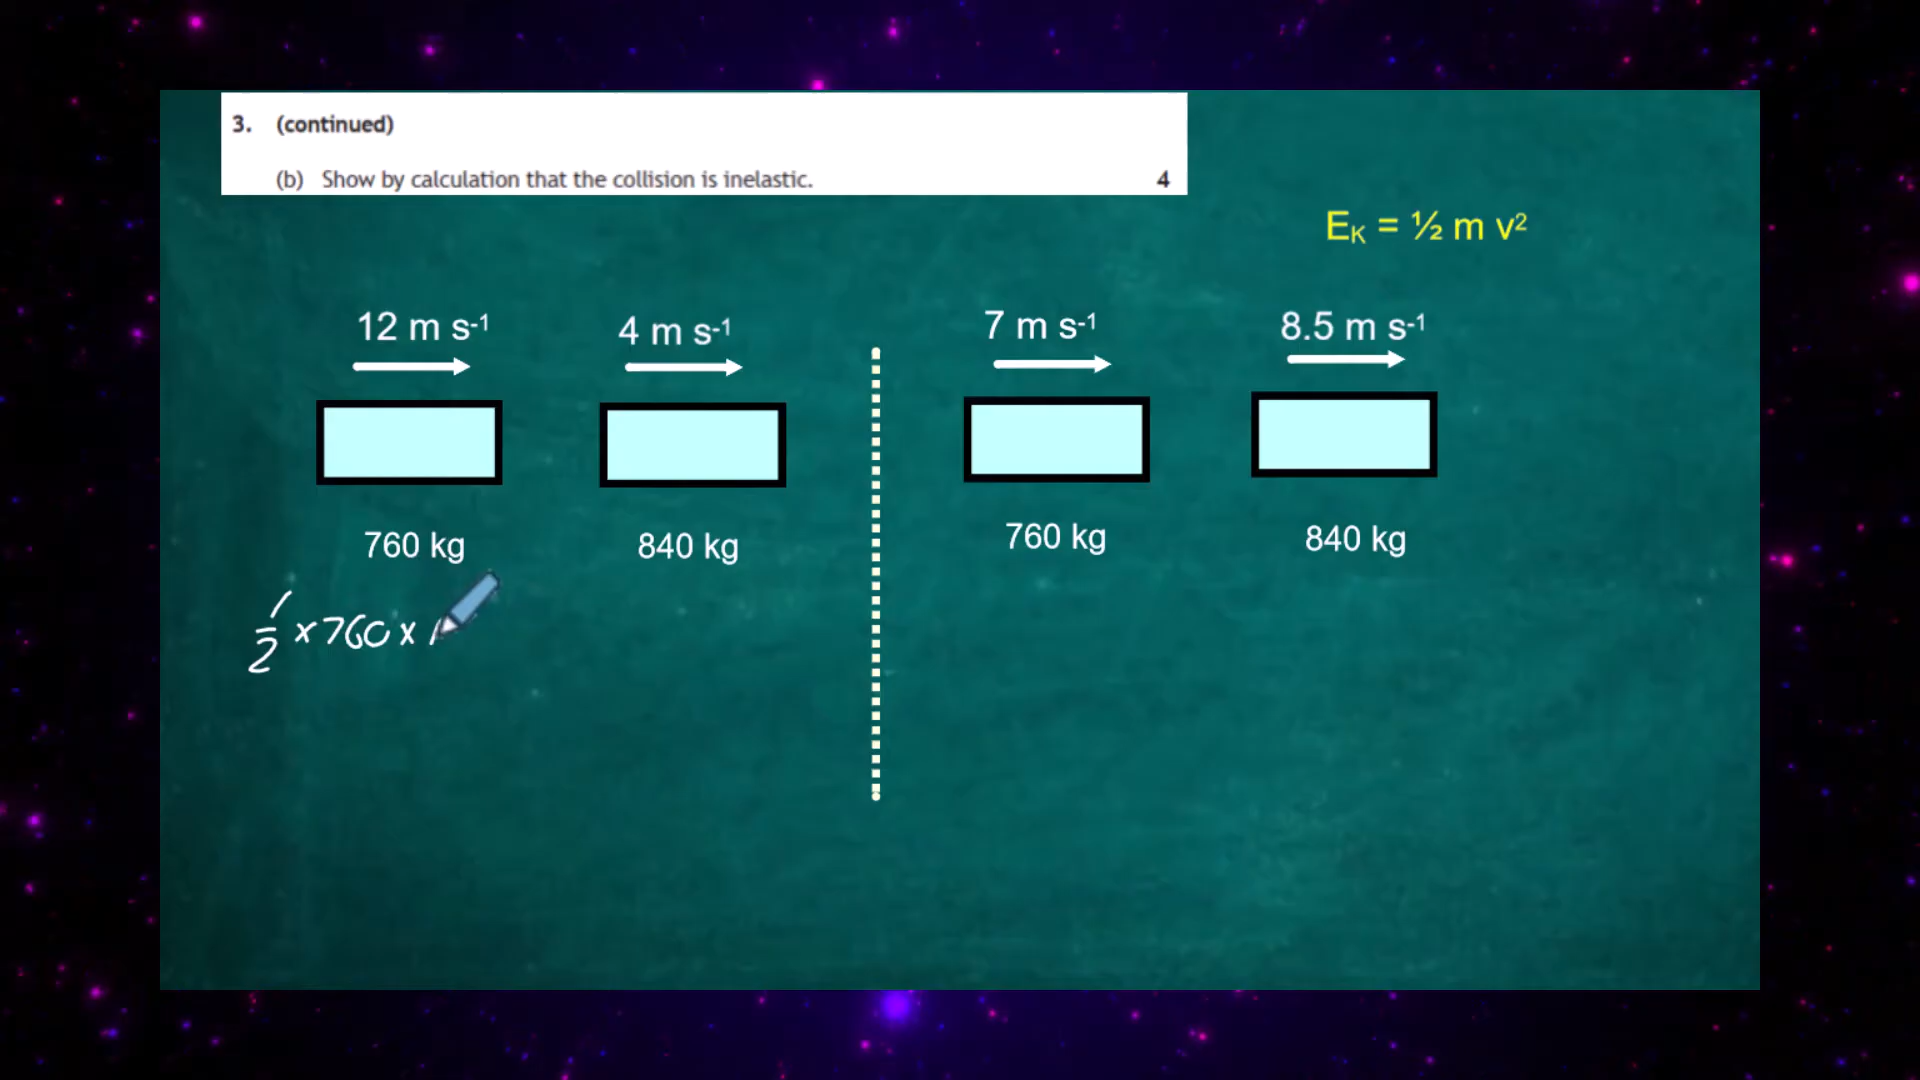 3. (continued)
(b) Show by calculation that the collision is inelastic. 4
E_K = ½ m v²
12 m s⁻¹ 4 m s⁻¹ 7 m s⁻¹ 8.5 m s⁻¹
760 kg 840 kg 760 kg 840 kg
1/2 × 760 ×